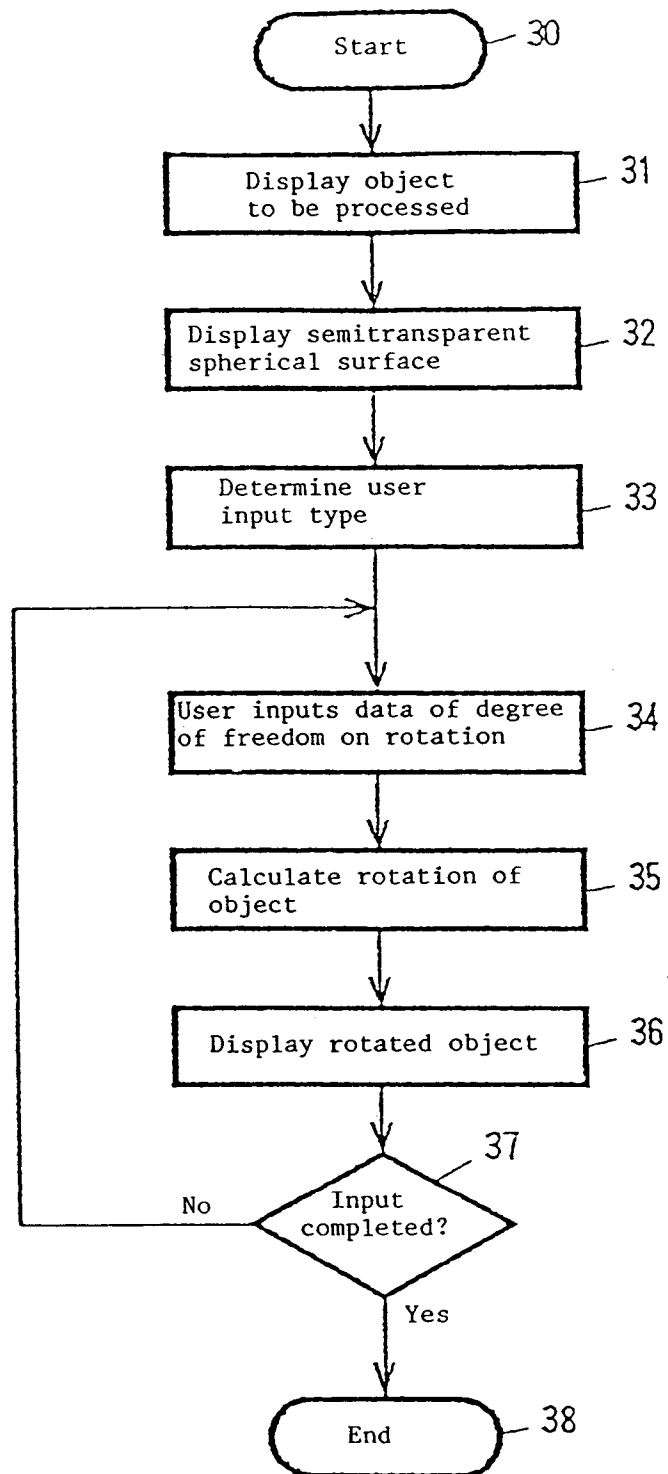 Start
30
Display object
to be processed
31
Display semitransparent
spherical surface
32
Determine user
input type
33
User inputs data of degree
of freedom on rotation
34
Calculate rotation of
object
35
Display rotated object
36
37
Input
completed?
No
Yes
End
38